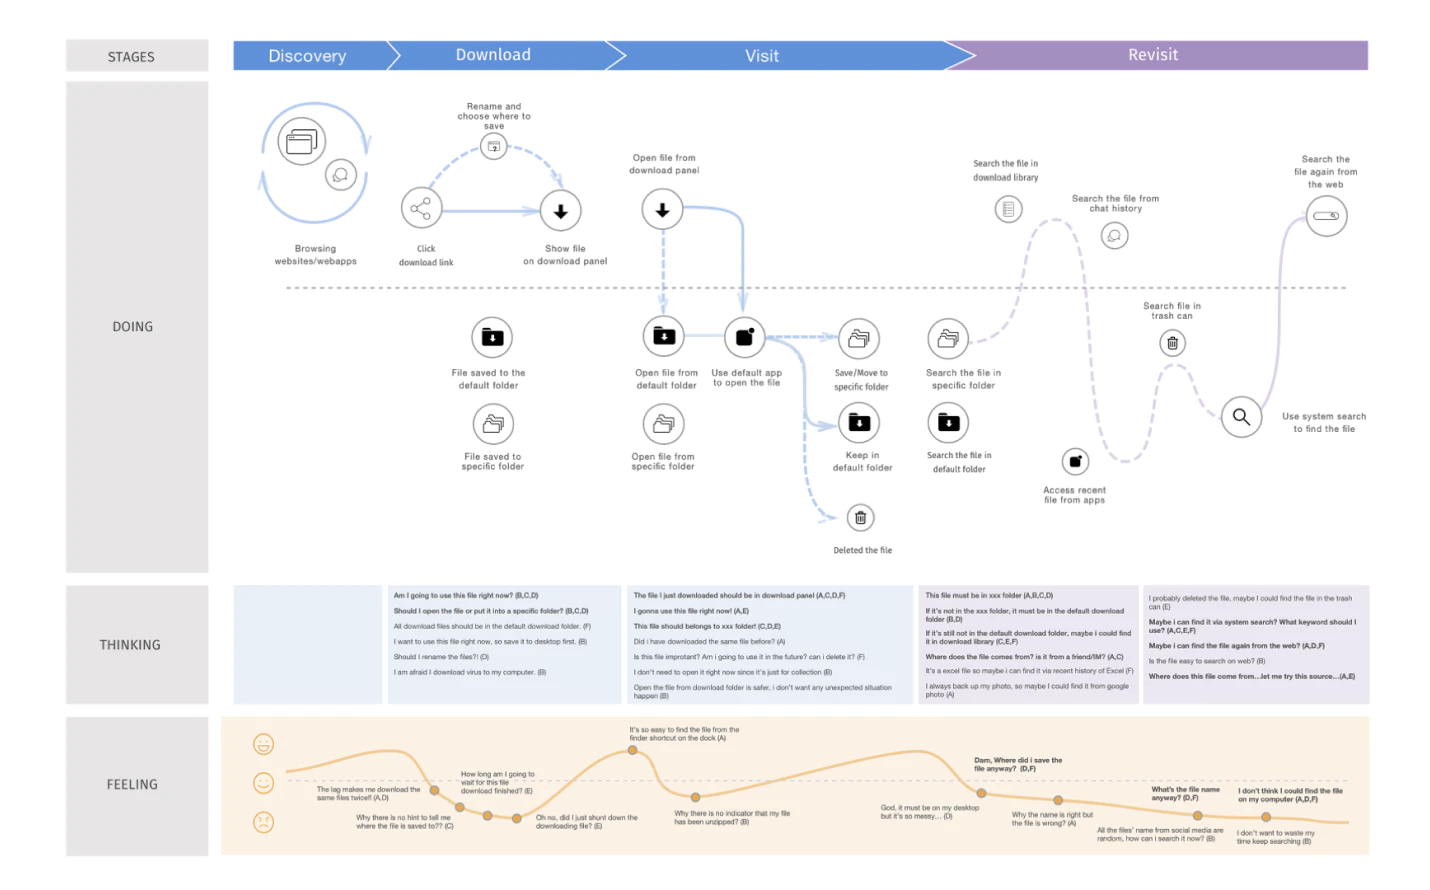 STAGES
Discovery
Download
Visit
Revisit
DOING
Browsing
websites/webapps
Rename and
choose where to
save
Click
download link
Show file
on download panel
File saved to the
default folder
File saved to
specific folder
Open file from
download panel
Open file from
default folder
Use default app
to open the file
Open file from
specific folder
Save/Move to
specific folder
Keep in
default folder
Deleted the file
Search the file in
download library
Search the file from
chat history
Search the
file again from
the web
Search the file in
specific folder
Search the file in
default folder
Search file in
trash can
Access recent
file from apps
Use system search
to find the file
THINKING
Am I going to use this file right now? (B,C,D)
Should I open the file or put it into a specific folder? (B,C,D)
All download files should be in the default download folder. (F)
I want to use this file right now, so save it to desktop first. (B)
Should I rename the files?! (D)
I am afraid I download virus to my computer. (B)
The file I just downloaded should be in download panel (A,C,D,F)
I gonna use this file right now! (A,E)
This file should belongs to xxx folder! (C,D,E)
Did i have downloaded the same file before? (A)
Is this file improtant? Am i going to use it in the future? can i delete it? (F)
I don't need to open it right now since it's just for collection (B)
Open the file from download folder is safer, i don't want any unexpected situation
happen (B)
This file must be in xxx folder (A,B,C,D)
If it's not in the xxx folder, it must be in the default download
folder (B,D)
If it's still not in the default download folder, maybe i could find
it in download library (C,E,F)
Where does the file comes from? is it from a friend/IM? (A,C)
It's a excel file so maybe i can find it via recent history of Excel (F)
I always back up my photo, so maybe I could find it from google
photo (A)
I probably deleted the file, maybe I could find the file in the trash
can (E)
Maybe i can find it via system search? What keyword should I
use? (A,C,E,F)
Maybe i can find the file again from the web? (A,D,F)
Is the file easy to search on web? (B)
Where does this file come from...let me try this source...(A,E)
FEELING
The lag makes me download the
same files twice!! (A,D)
Why there is no hint to tell me
where the file is saved to?? (C)
How long am I going to
wait for this file
download finished? (E)
Oh no, did I just shunt down the
downloading file? (E)
It's so easy to find the file from the
finder shortcut on the dock (A)
Why there is no indicator that my file
has been unzipped? (B)
God, it must be on my desktop
but it's so messy... (D)
Dam, Where did i save the
file anyway? (D,F)
Why the name is right but
the file is wrong? (A)
What's the file name
anyway? (D,F)
All the files' name from social media are
random, how can i search it now? (B)
I don't think I could find the file
on my computer (A,D,F)
I don't want to waste my
time keep searching (B)